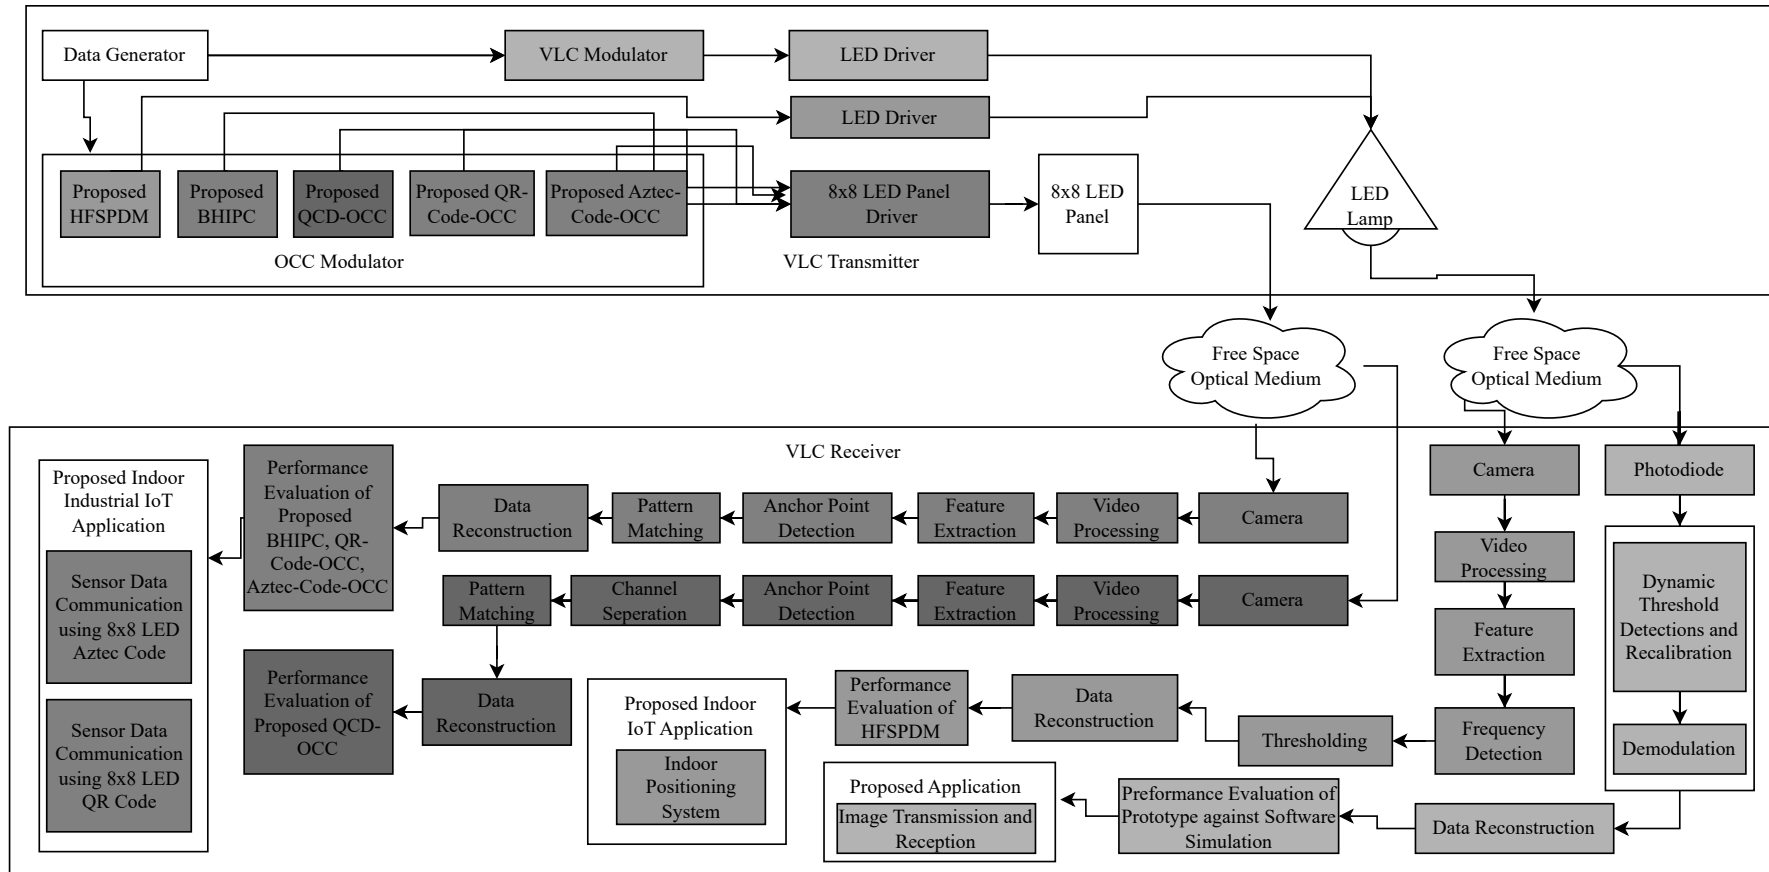 Data Generator
VLC Modulator
LED Driver
LED Driver
Proposed
HFSPDM
Proposed
BHIPC
Proposed
QCD-OCC
Proposed QR-
Code-OCC
Proposed Aztec-
Code-OCC
8x8 LED Panel
Driver
8x8 LED
Panel
LED
Lamp
OCC Modulator
VLC Transmitter
Free Space
Optical Medium
Free Space
Optical Medium
VLC Receiver
Proposed Indoor
Industrial IoT
Application
Sensor Data
Communication
using 8x8 LED
Aztec Code
Sensor Data
Communication
using 8x8 LED
QR Code
Performance
Evaluation of
Proposed
BHIPC, QR-
Code-OCC,
Aztec-Code-OCC
Data
Reconstruction
Pattern
Matching
Anchor Point
Detection
Feature
Extraction
Video
Processing
Camera
Camera
Photodiode
Pattern
Matching
Channel
Seperation
Anchor Point
Detection
Feature
Extraction
Video
Processing
Camera
Video
Processing
Feature
Extraction
Frequency
Detection
Dynamic
Threshold
Detections and
Recalibration
Demodulation
Performance
Evaluation of
Proposed QCD-
OCC
Data
Reconstruction
Proposed Indoor
IoT Application
Indoor
Positioning
System
Performance
Evaluation of
HFSPDM
Data
Reconstruction
Thresholding
Proposed Application
Image Transmission and
Reception
Preformance Evaluation of
Prototype against Software
Simulation
Data Reconstruction